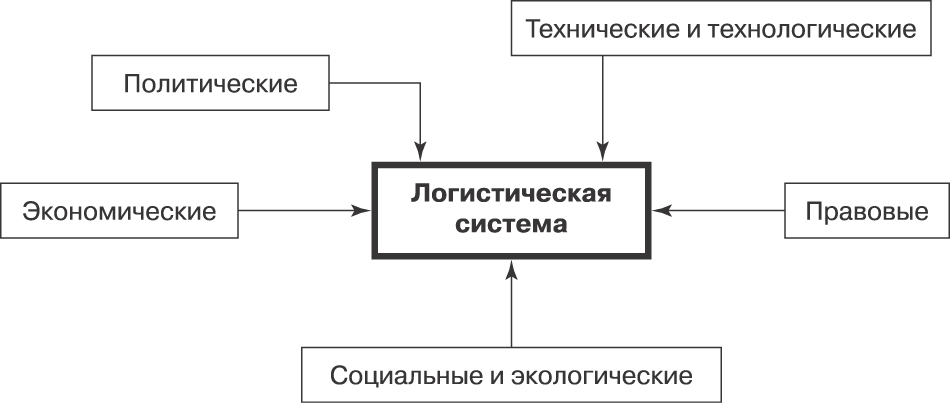 Технические и технологические
Политические
Логистическая
система
Экономические
Правовые
Социальные и экологические